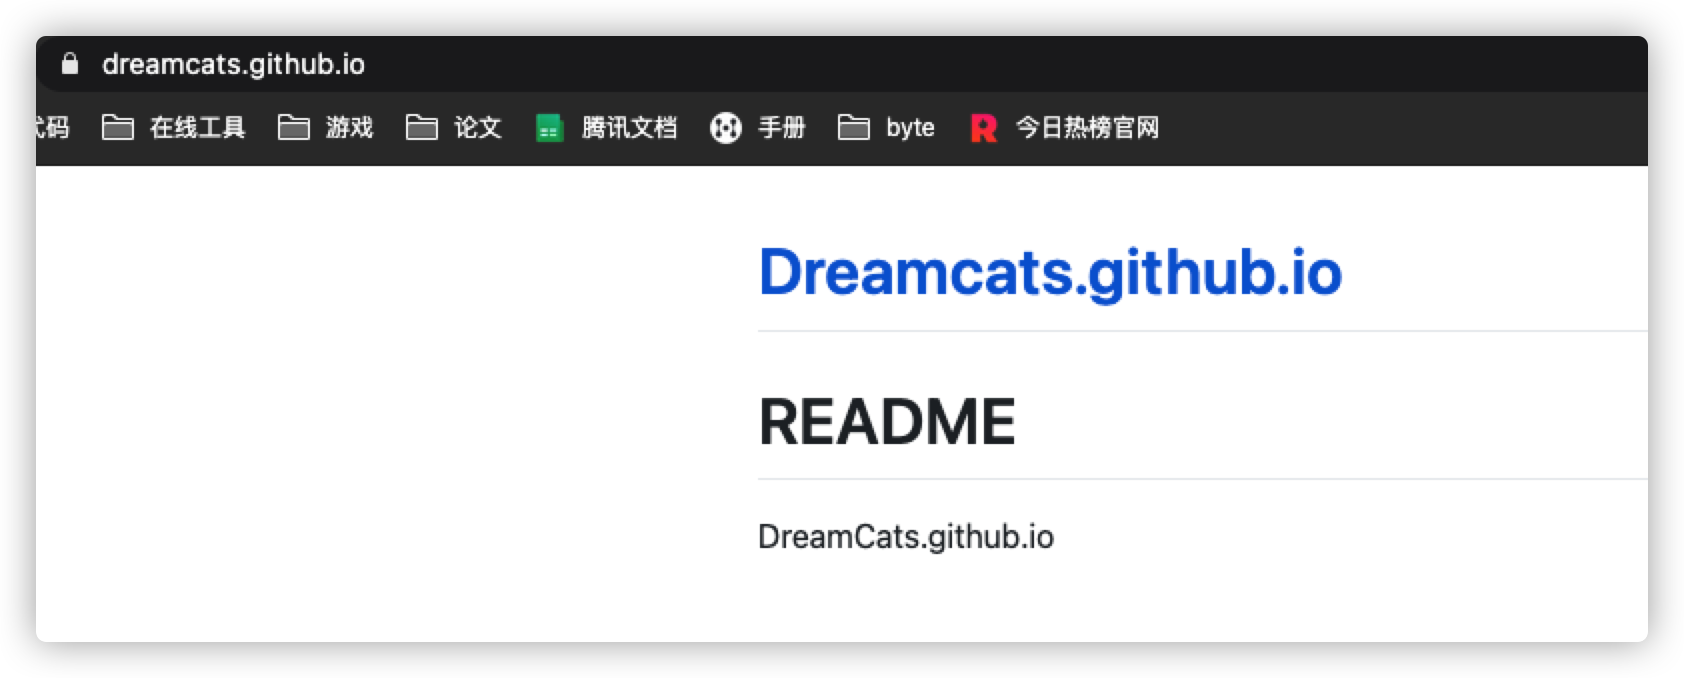 dreamcats.github.io
码 在线工具 游戏 论文 腾讯文档 手册 byte 今日热榜官网
Dreamcats.github.io
README
DreamCats.github.io